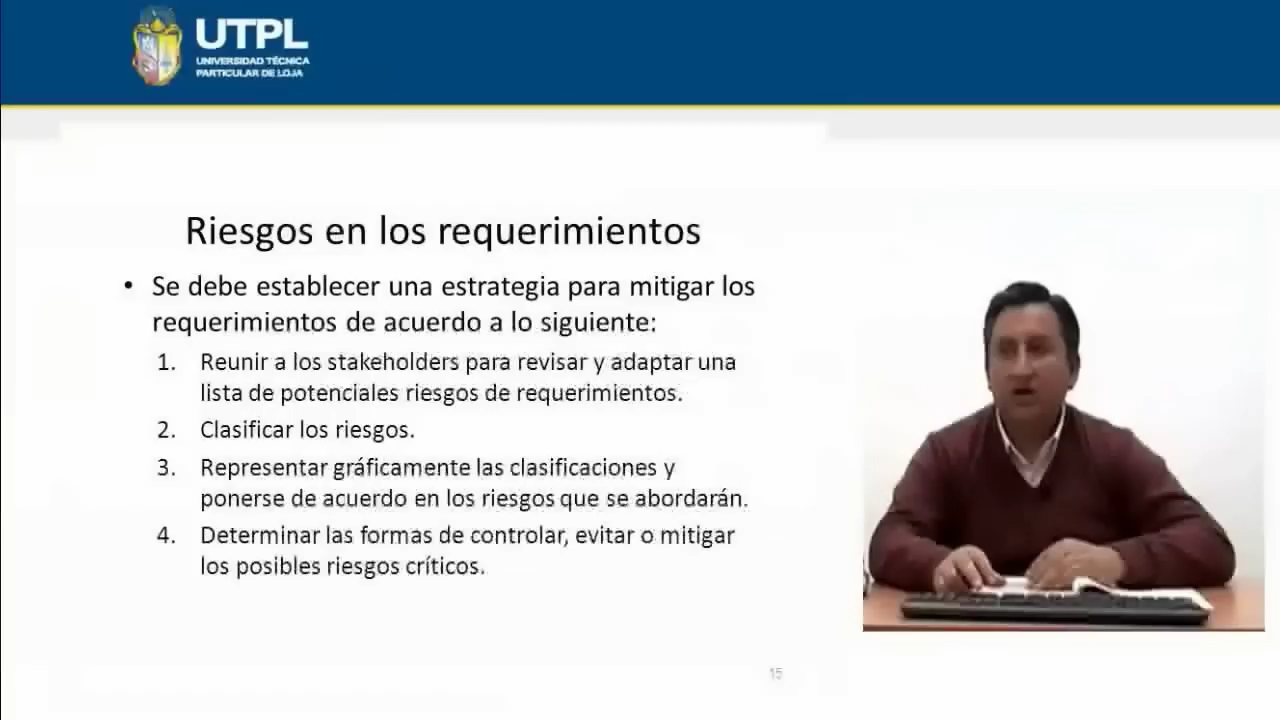 UTPL
UNIVERSIDAD TÉCNICA
PARTICULAR DE LOJA
Riesgos en los requerimientos
• Se debe establecer una estrategia para mitigar los
requerimientos de acuerdo a lo siguiente:
1. Reunir a los stakeholders para revisar y adaptar una
lista de potenciales riesgos de requerimientos.
2. Clasificar los riesgos.
3. Representar gráficamente las clasificaciones y
ponerse de acuerdo en los riesgos que se abordarán.
4. Determinar las formas de controlar, evitar o mitigar
los posibles riesgos críticos.
15